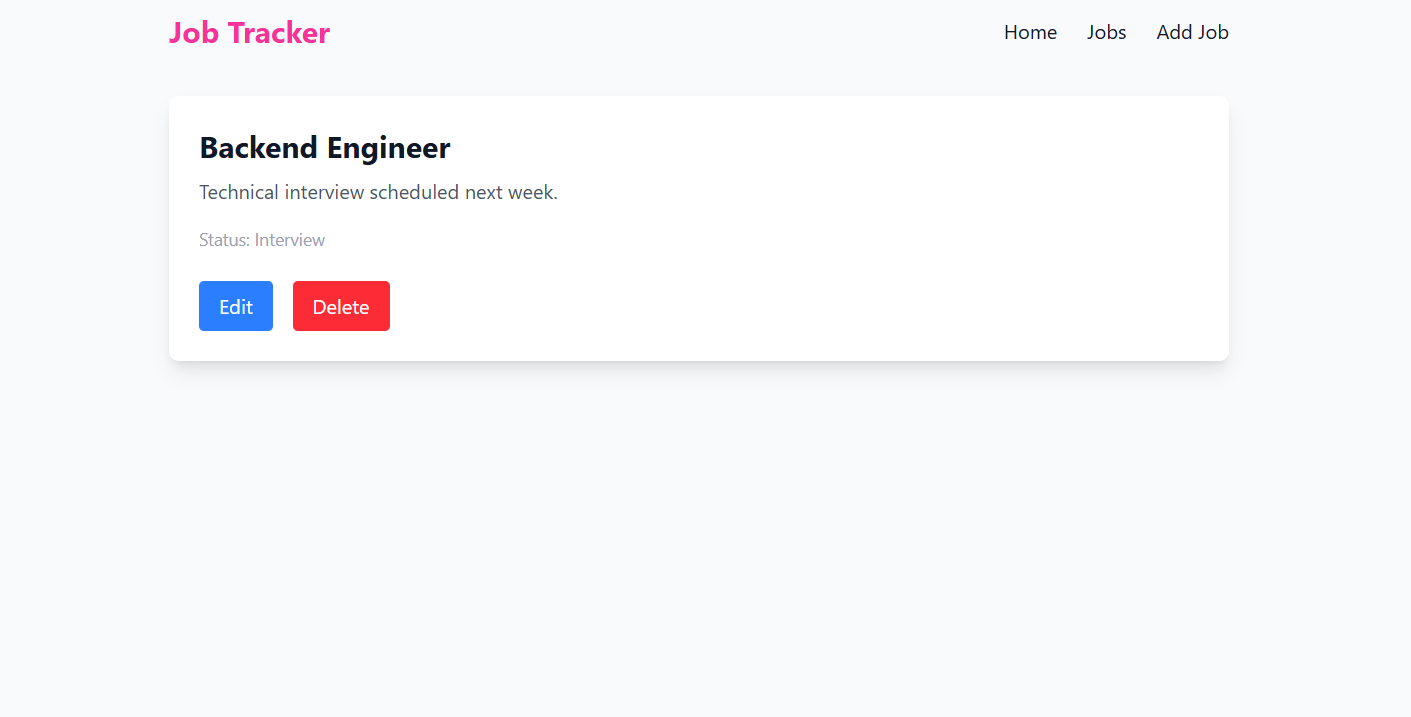 Job Tracker
Home Jobs Add Job
Backend Engineer
Technical interview scheduled next week.
Status: Interview
Edit Delete